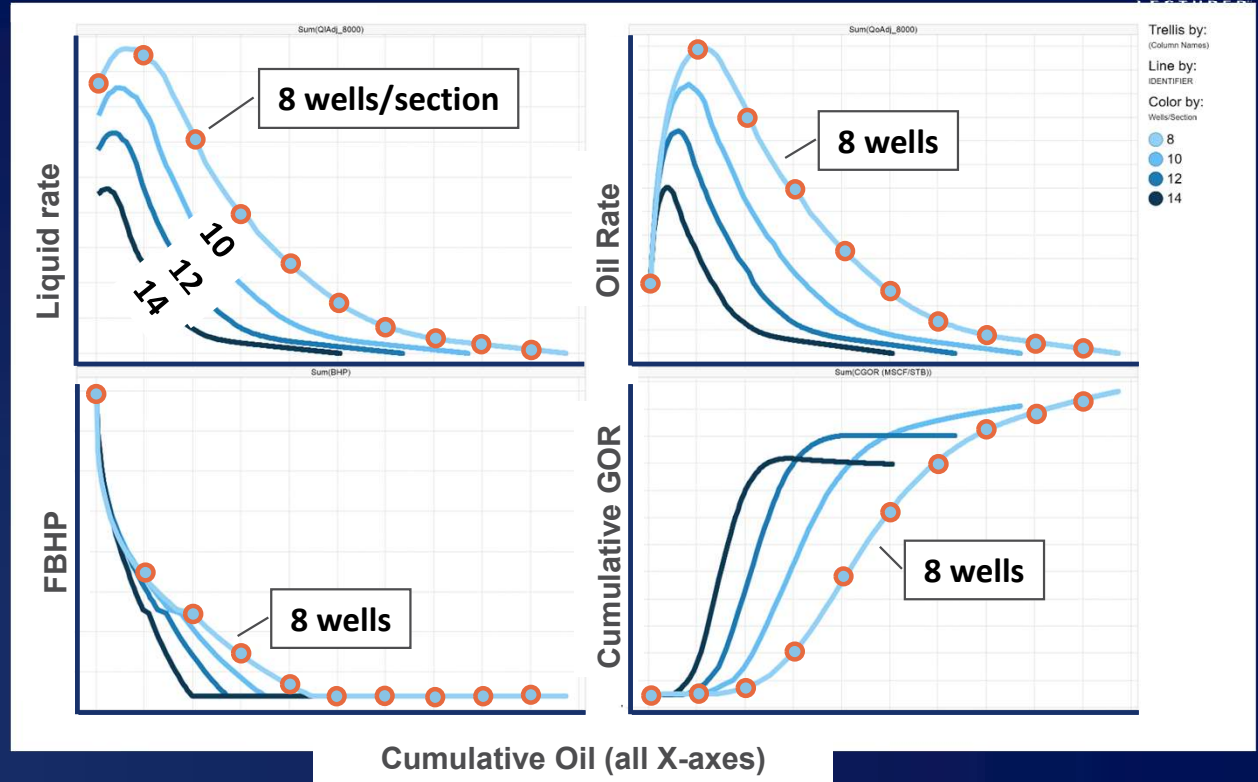 Sum(QlAdj_8000)
Sum(QoAdj_8000)
Trellis by:
(Column Names)
Line by:
IDENTIFIER
Color by:
Wells/Section
8
10
12
14
Liquid rate
8 wells/section
10
12
14
Oil Rate
8 wells
Sum(BHP)
Sum(CGOR (MSCF/STB))
FBHP
8 wells
Cumulative GOR
8 wells
Cumulative Oil (all X-axes)